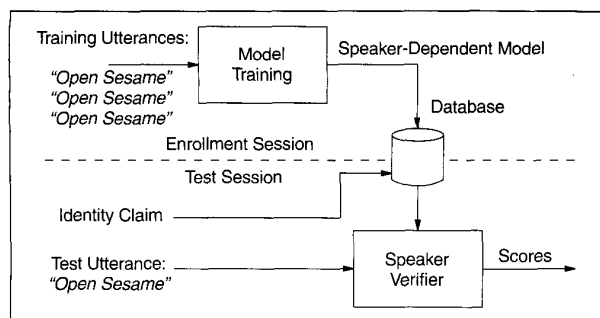 Training Utterances:
"Open Sesame"
"Open Sesame"
"Open Sesame"
Model
Training
Speaker-Dependent Model
Database
Enrollment Session
Test Session
Identity Claim
Test Utterance:
"Open Sesame"
Speaker
Verifier
Scores